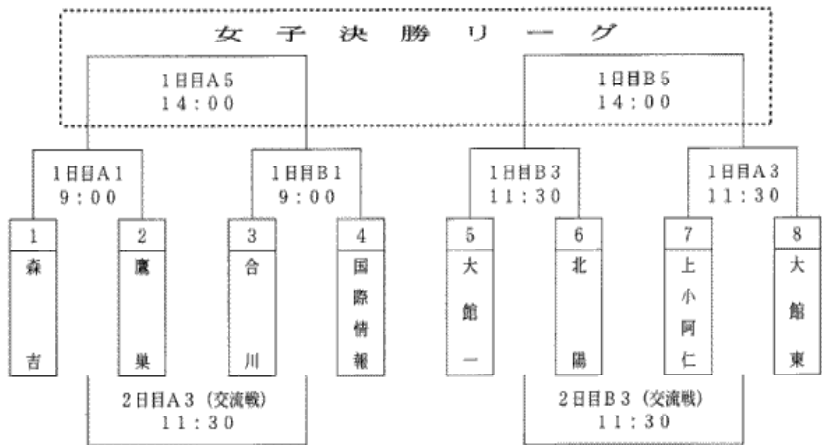 女子決勝リーグ
1日目A5
14:00
1日目B5
14:00
1日目A1
9:00
1日目B1
9:00
1日目B3
11:30
1日目A3
11:30
1
2
3
4
5
6
7
8
森吉
鷹巣
合川
国際情報
大館一
北陽
上小阿仁
大館東
2日目A3(交流戦)
11:30
2日目B3(交流戦)
11:30